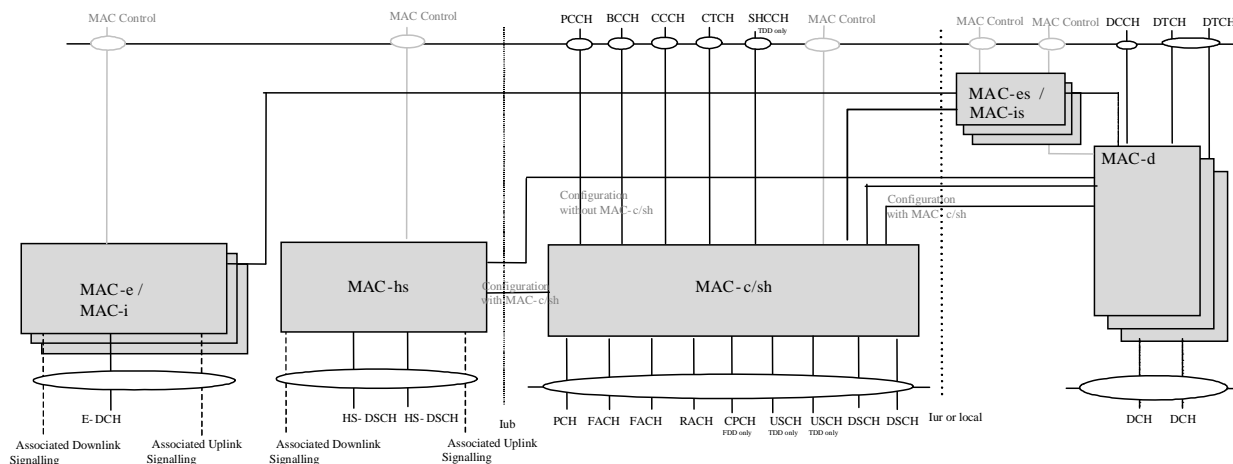 MAC Control
MAC Control
PCCH
BCCH
CCCH
CTCH
SHCCH
TDD only
MAC Control
MAC Control
MAC Control
DCCH
DTCH
DTCH
MAC-es /
MAC-is
MAC-d
Configuration
without MAC-c/sh
Configuration
with MAC-c/sh
MAC-e /
MAC-i
MAC-hs
Configuration
with MAC-c/sh
MAC-c/sh
E-DCH
HS-DSCH
HS-DSCH
Iub
PCH
FACH
FACH
RACH
CPCH
FDD only
USCH
TDD only
USCH
TDD only
DSCH
DSCH
Iur or local
DCH
DCH
Associated Downlink
Signalling
Associated Uplink
Signalling
Associated Downlink
Signalling
Associated Uplink
Signalling